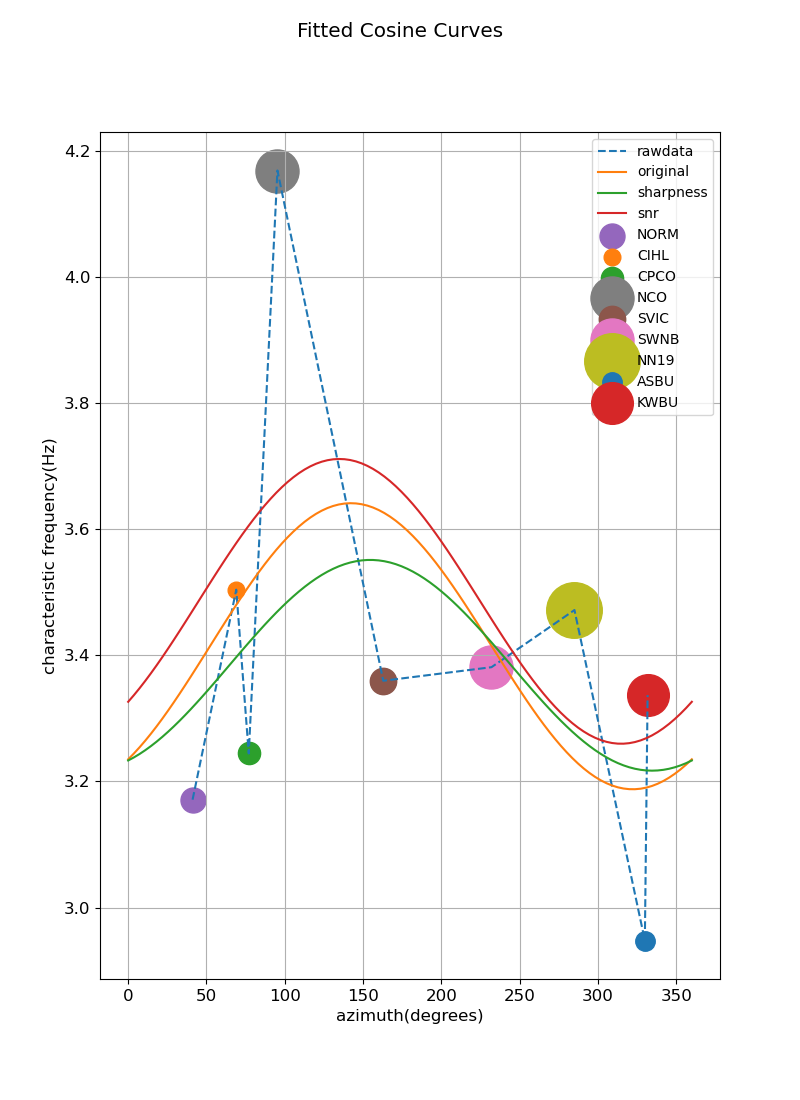 Fitted Cosine Curves
4.2
4.0
3.8
3.6
3.4
3.2
3.0
characteristic frequency(Hz)
rawdata
original
sharpness
snr
NORM
CIHL
CPCO
NCO
SVIC
SWNB
NN19
ASBU
KWBU
0 50 100 150 200 250 300 350
azimuth(degrees)